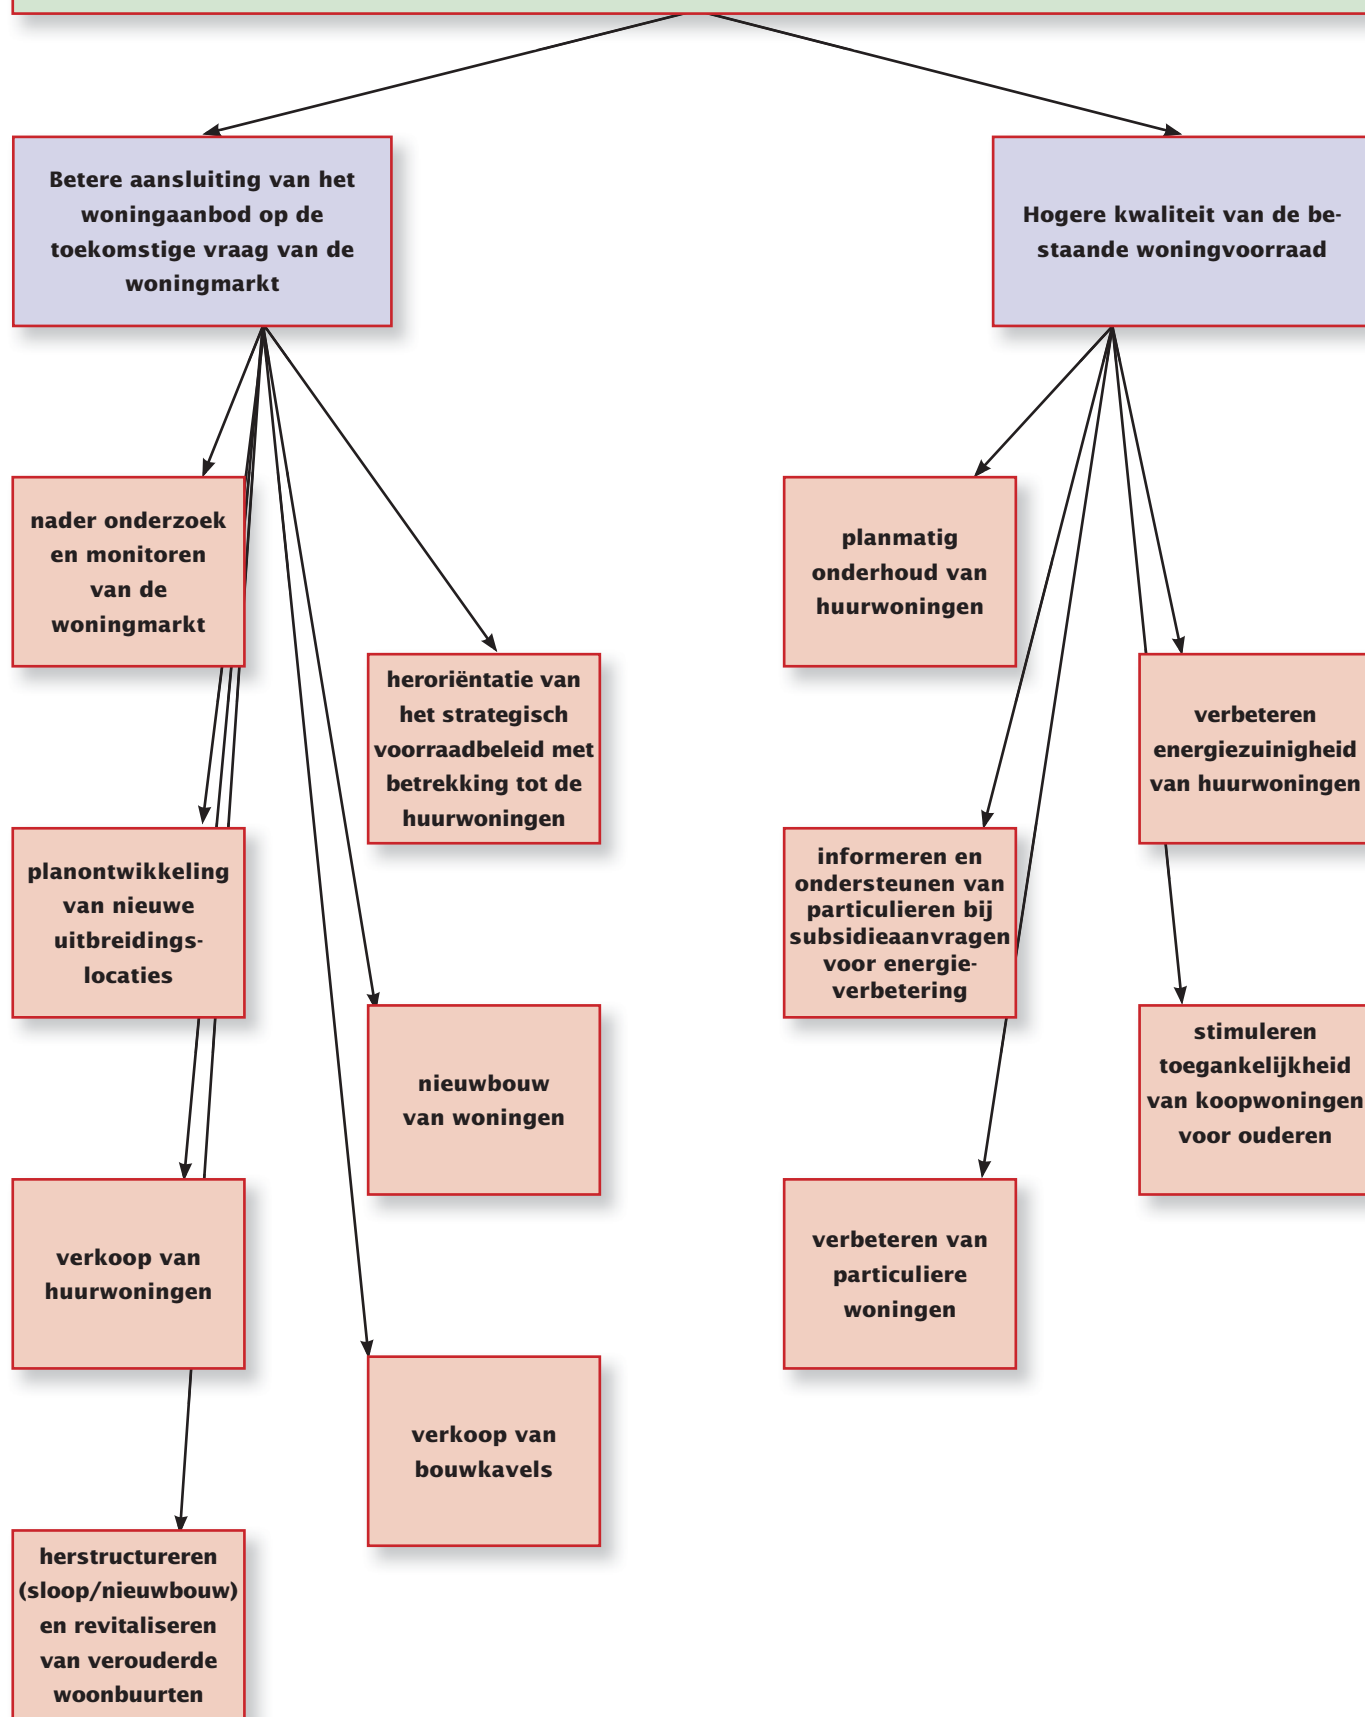 Betere aansluiting van het
woningaanbod op de
toekomstige vraag van de
woningmarkt
Hogere kwaliteit van de be-
staande woningvoorraad
nader onderzoek
en monitoren
van de
woningmarkt
heroriëntatie van
het strategisch
voorraadbeleid met
betrekking tot de
huurwoningen
planontwikkeling
van nieuwe
uitbreidings-
locaties
nieuwbouw
van woningen
verkoop van
huurwoningen
verkoop van
bouwkavels
herstructureren
(sloop/nieuwbouw)
en revitaliseren
van verouderde
woonbuurten
planmatig
onderhoud van
huurwoningen
verbeteren
energiezuinigheid
van huurwoningen
informeren en
ondersteunen van
particulieren bij
subsidieaanvragen
voor energie-
verbetering
stimuleren
toegankelijkheid
van koopwoningen
voor ouderen
verbeteren van
particuliere
woningen